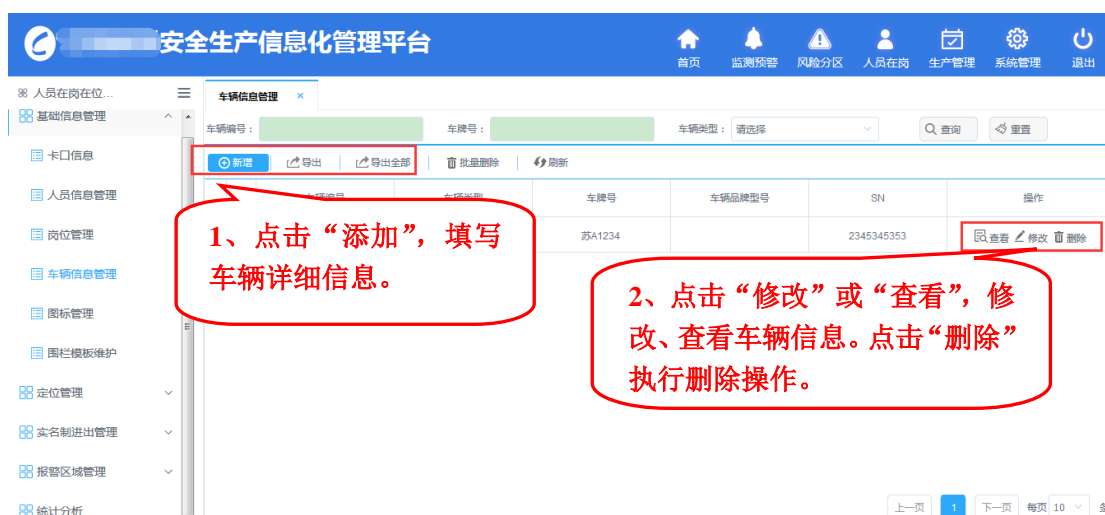 安全生产信息化管理平台
首页 监测预警 风险分区 人员在岗 生产管理 系统管理 退出
人员在岗在位...
车辆信息管理 ×
基础信息管理
车辆编号： 车牌号： 车辆类型： 请选择 查询 重置
卡口信息
新增 导出 导出全部 批量删除 刷新
人员信息管理
车辆编号 车辆类型 车牌号 车辆品牌型号 SN 操作
岗位管理
苏A1234 2345345353 查看 修改 删除
1、点击“添加”，填写
车辆详细信息。
车辆信息管理
2、点击“修改”或“查看”，修
改、查看车辆信息。点击“删除”
执行删除操作。
图标管理
围栏模板维护
定位管理
实名制进出管理
报警区域管理
统计分析
上一页 1 下一页 每页 10